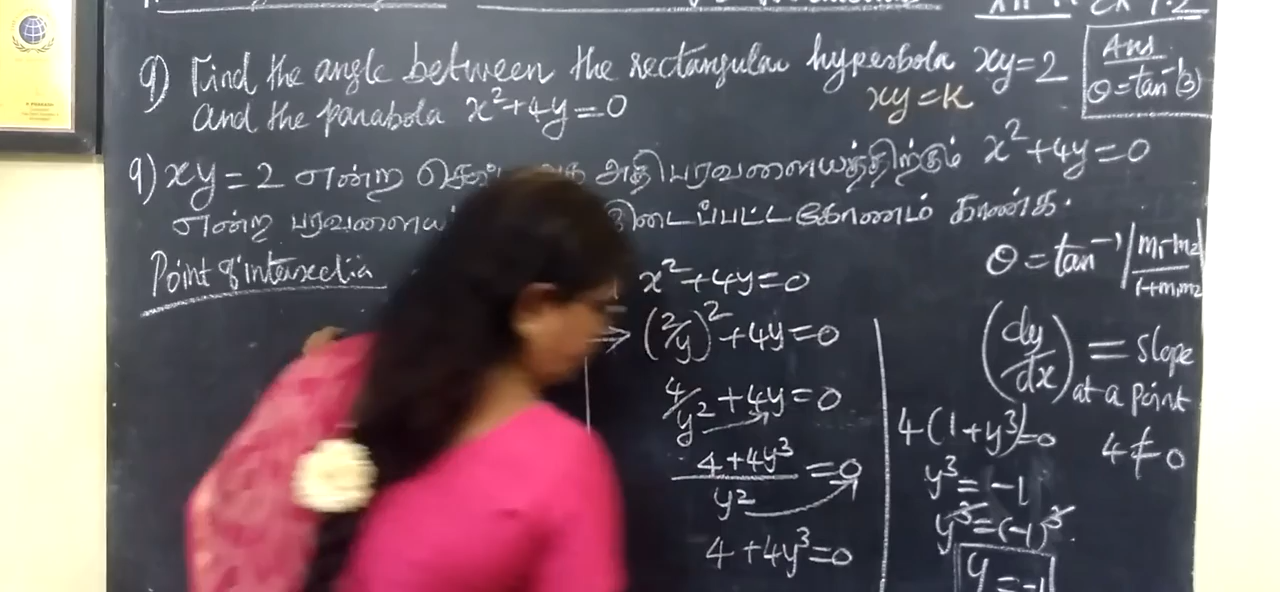 9) Find the angle between the rectangular hyperbola xy=2
and the parabola x²+4y=0
xy=k
Ans
θ=tan⁻¹(3)
9) xy=2 என்ற அதிபரவளையத்திற்கும் x²+4y=0
என்ற இடைப்பட்ட கோணம் காண்க.
Point of intersectio
x²+4y=0
(2/y)²+4y=0
4/y²+4y=0
4+4y³/y²=0
4+4y³=0
θ=tan⁻¹|m₁-m₂/1+m₁m₂
(dy/dx) at a point = slope
4(1+y³)=0
4≠0
y³=-1
y³=(-1)³
y=-1